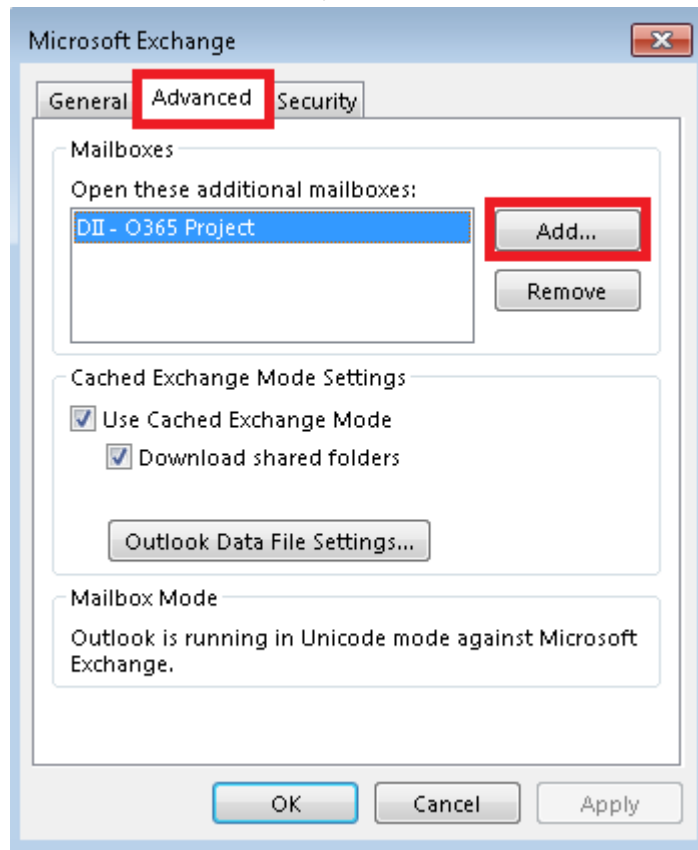 Microsoft Exchange
General Advanced Security
Mailboxes
Open these additional mailboxes:
DII - O365 Project
Add...
Remove
Cached Exchange Mode Settings
Use Cached Exchange Mode
Download shared folders
Outlook Data File Settings...
Mailbox Mode
Outlook is running in Unicode mode against Microsoft
Exchange.
OK Cancel Apply